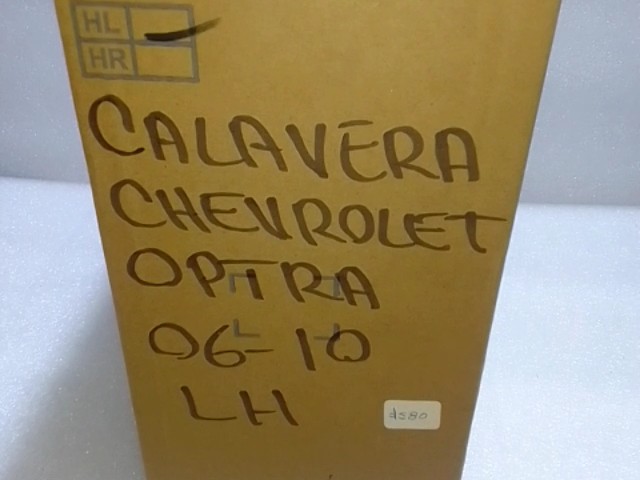 HL
HR
CALAVERA
CHEVROLET
OPTRA
06-10
LH
$580